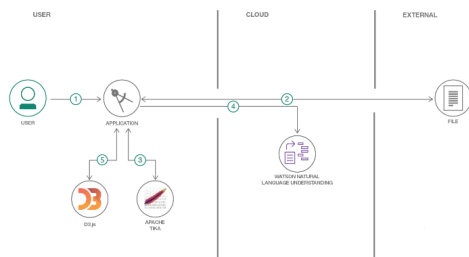 USER
CLOUD
EXTERNAL
1
2
4
USER
APPLICATION
FILE
5
3
WATSON NATURAL
LANGUAGE UNDERSTANDING
D3.js
APACHE
TIKA